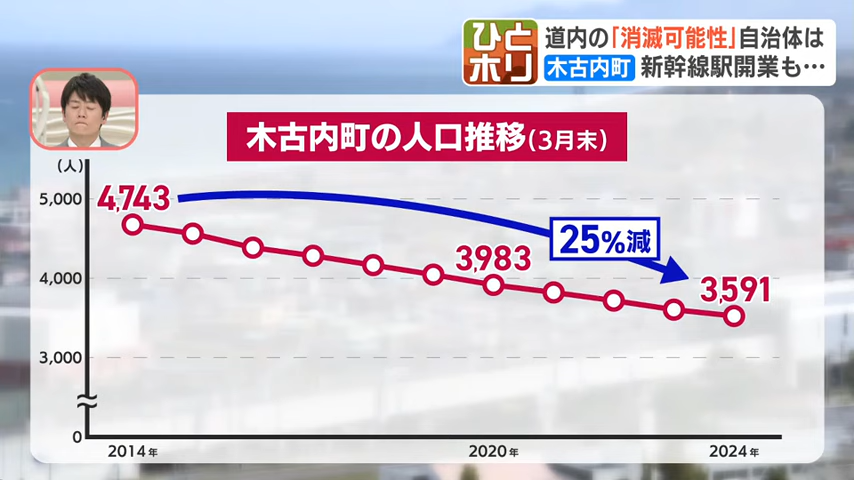 ひと
ホリ
道内の「消滅可能性」自治体は
木古内町 新幹線駅開業も…
木古内町の人口推移(3月末)
(人)
5,000
4,743
25%減
3,983
4,000
3,591
3,000
0
2014年
2020年
2024年